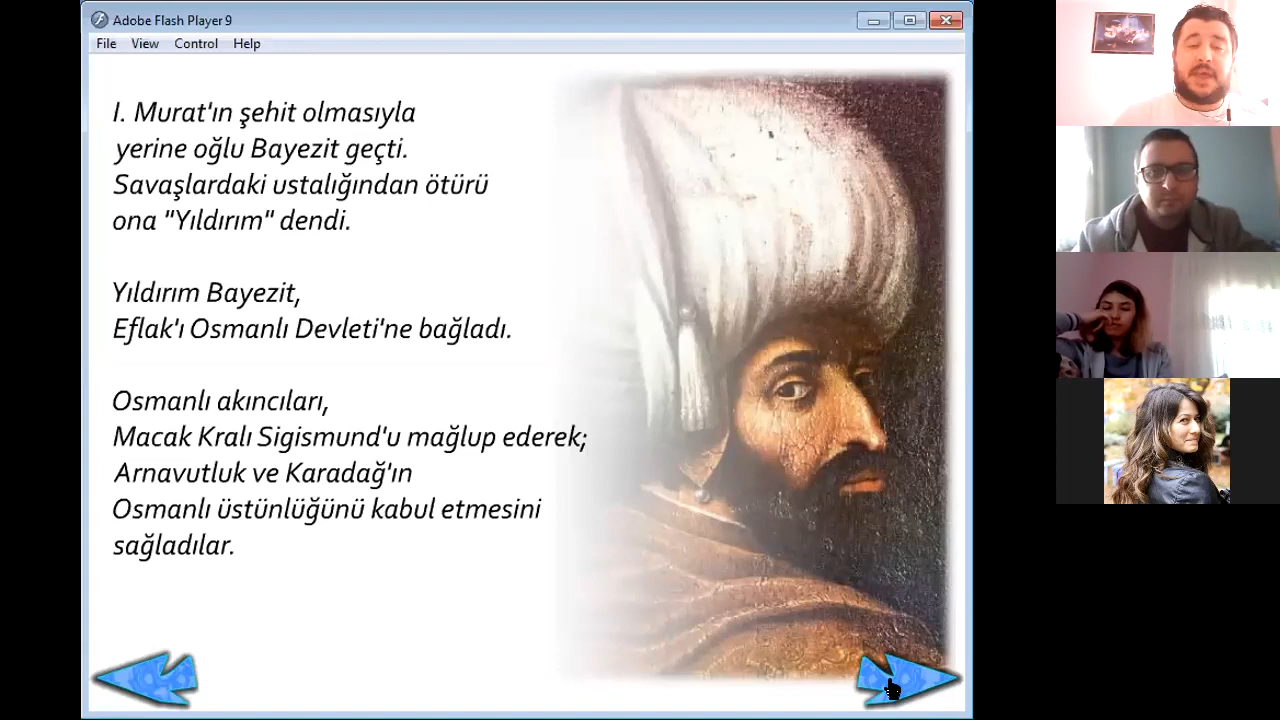 Adobe Flash Player 9
File View Control Help
I. Murat'ın şehit olmasıyla
yerine oğlu Bayezit geçti.
Savaşlardaki ustalığından ötürü
ona "Yıldırım" dendi.
Yıldırım Bayezit,
Eflak'ı Osmanlı Devleti'ne bağladı.
Osmanlı akıncıları,
Macak Kralı Sigismund'u mağlup ederek;
Arnavutluk ve Karadağ'ın
Osmanlı üstünlüğünü kabul etmesini
sağladılar.